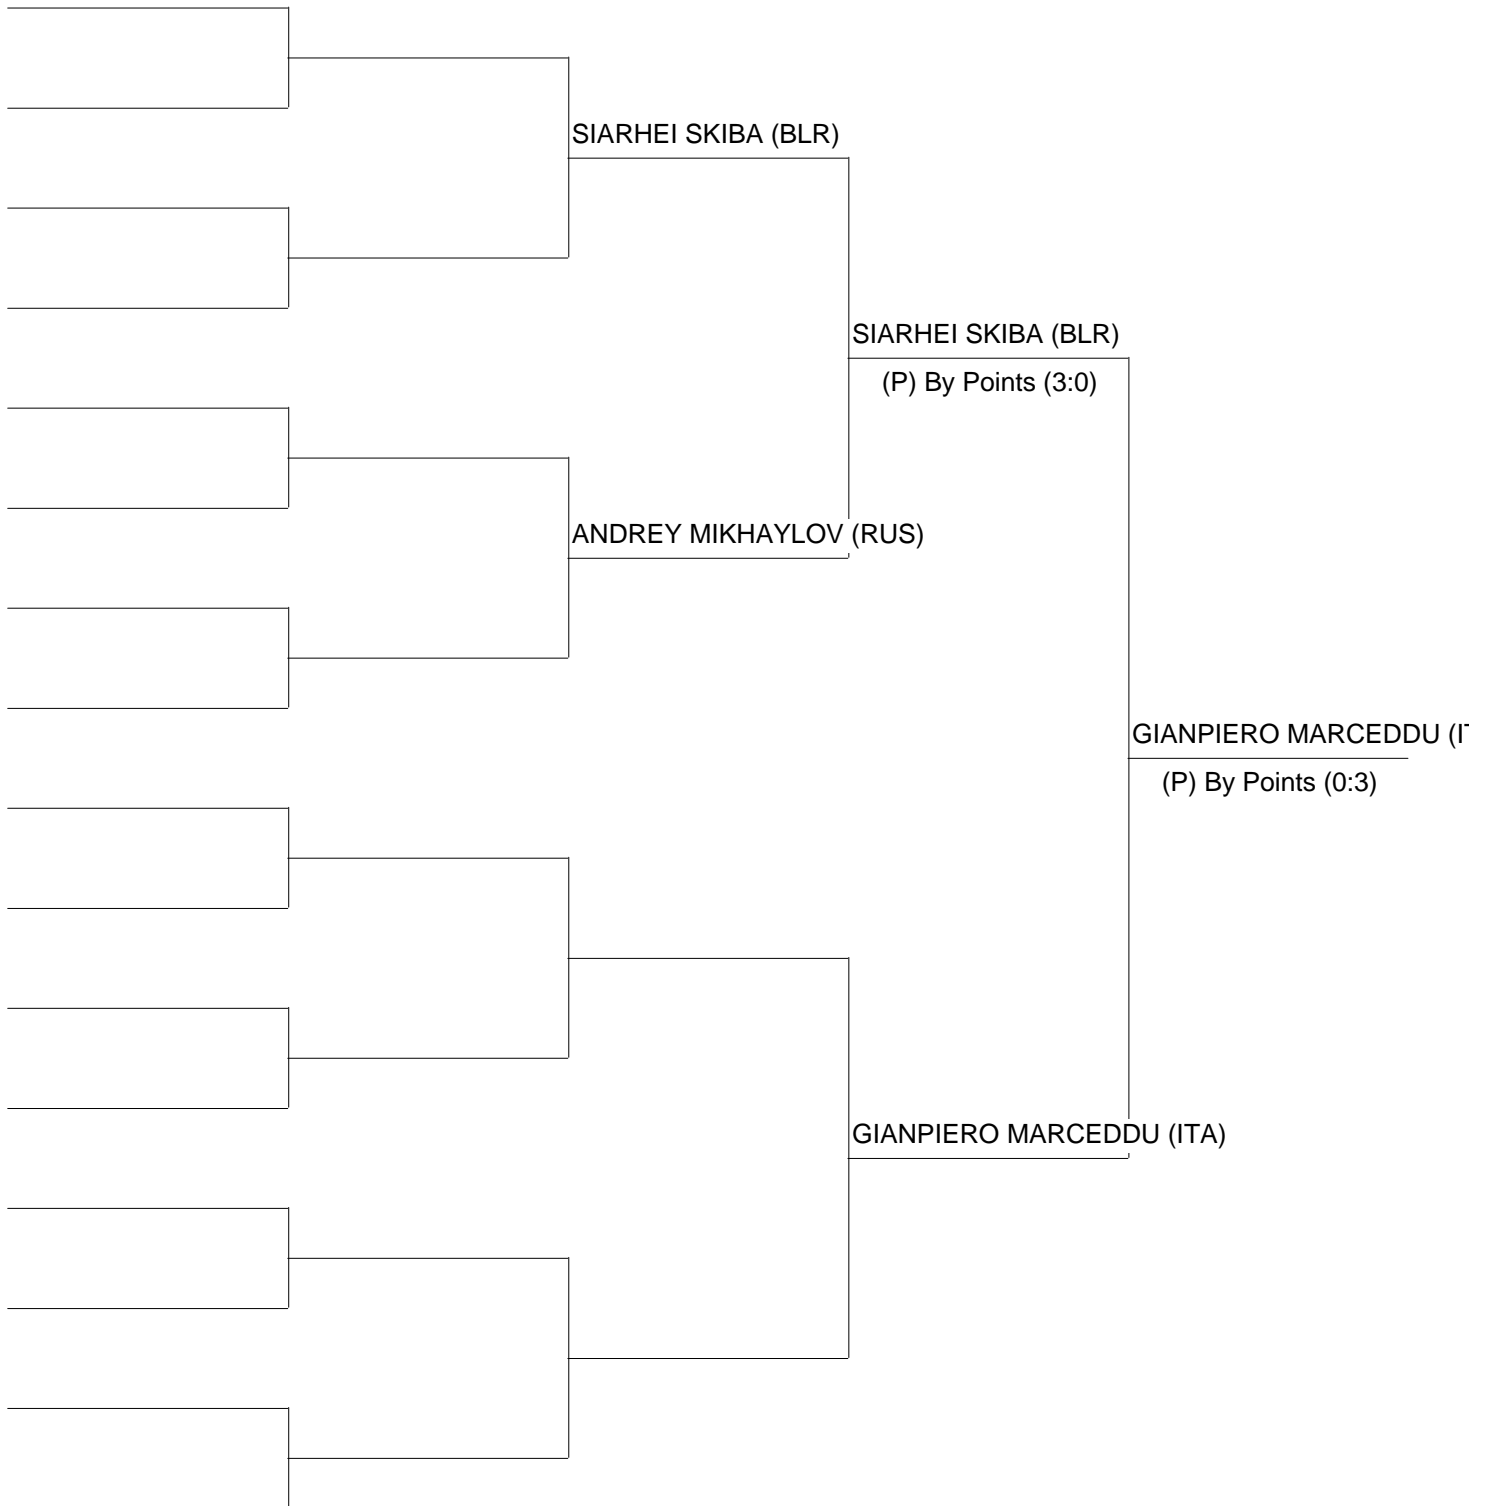 SIARHEI SKIBA (BLR)
SIARHEI SKIBA (BLR)
(P) By Points (3:0)
ANDREY MIKHAYLOV (RUS)
GIANPIERO MARCEDDU (I
(P) By Points (0:3)
GIANPIERO MARCEDDU (ITA)